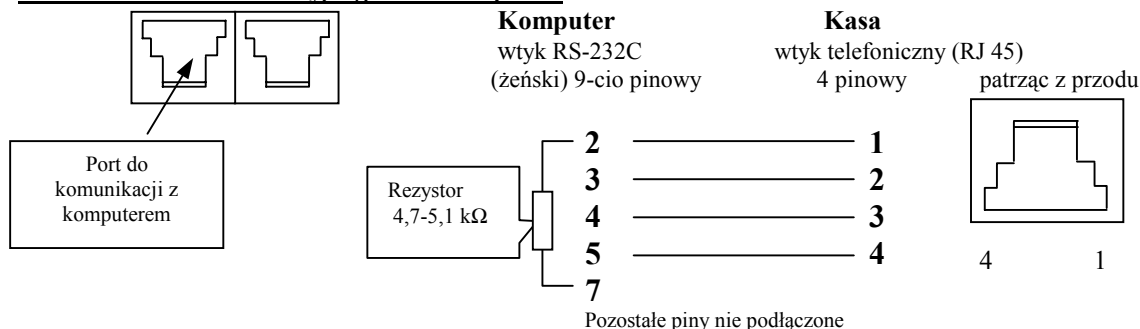 Komputer
wtyk RS-232C
(żeński) 9-cio pinowy
Kasa
wtyk telefoniczny (RJ 45)
4 pinowy
patrząc z przodu
Port do
komunikacji z
komputerem
Rezystor
4,7-5,1 kΩ
2 1
3 2
4 3
5 4
7
4 1
Pozostałe piny nie podłączone